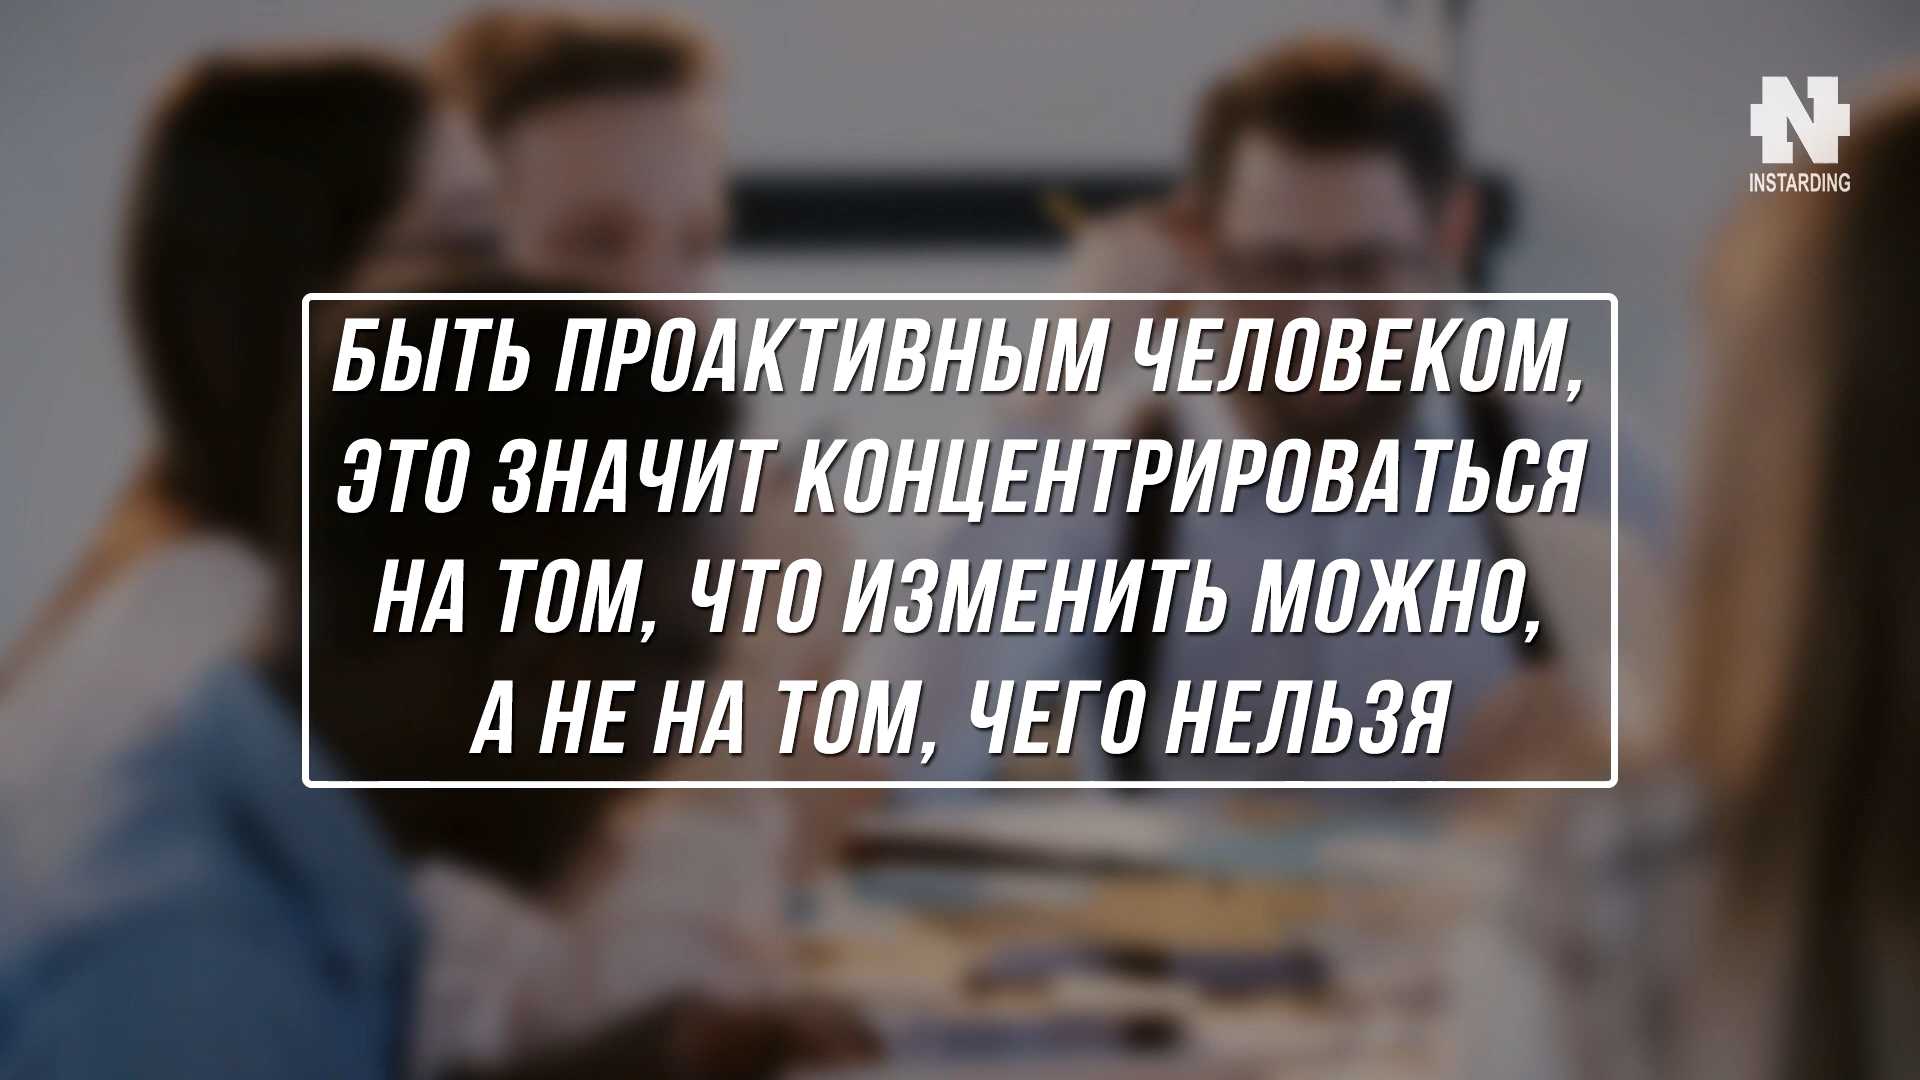 INSTARDING
БЫТЬ ПРОАКТИВНЫМ ЧЕЛОВЕКОМ,
ЭТО ЗНАЧИТ КОНЦЕНТРИРОВАТЬСЯ
НА ТОМ, ЧТО ИЗМЕНИТЬ МОЖНО,
А НЕ НА ТОМ, ЧЕГО НЕЛЬЗЯ